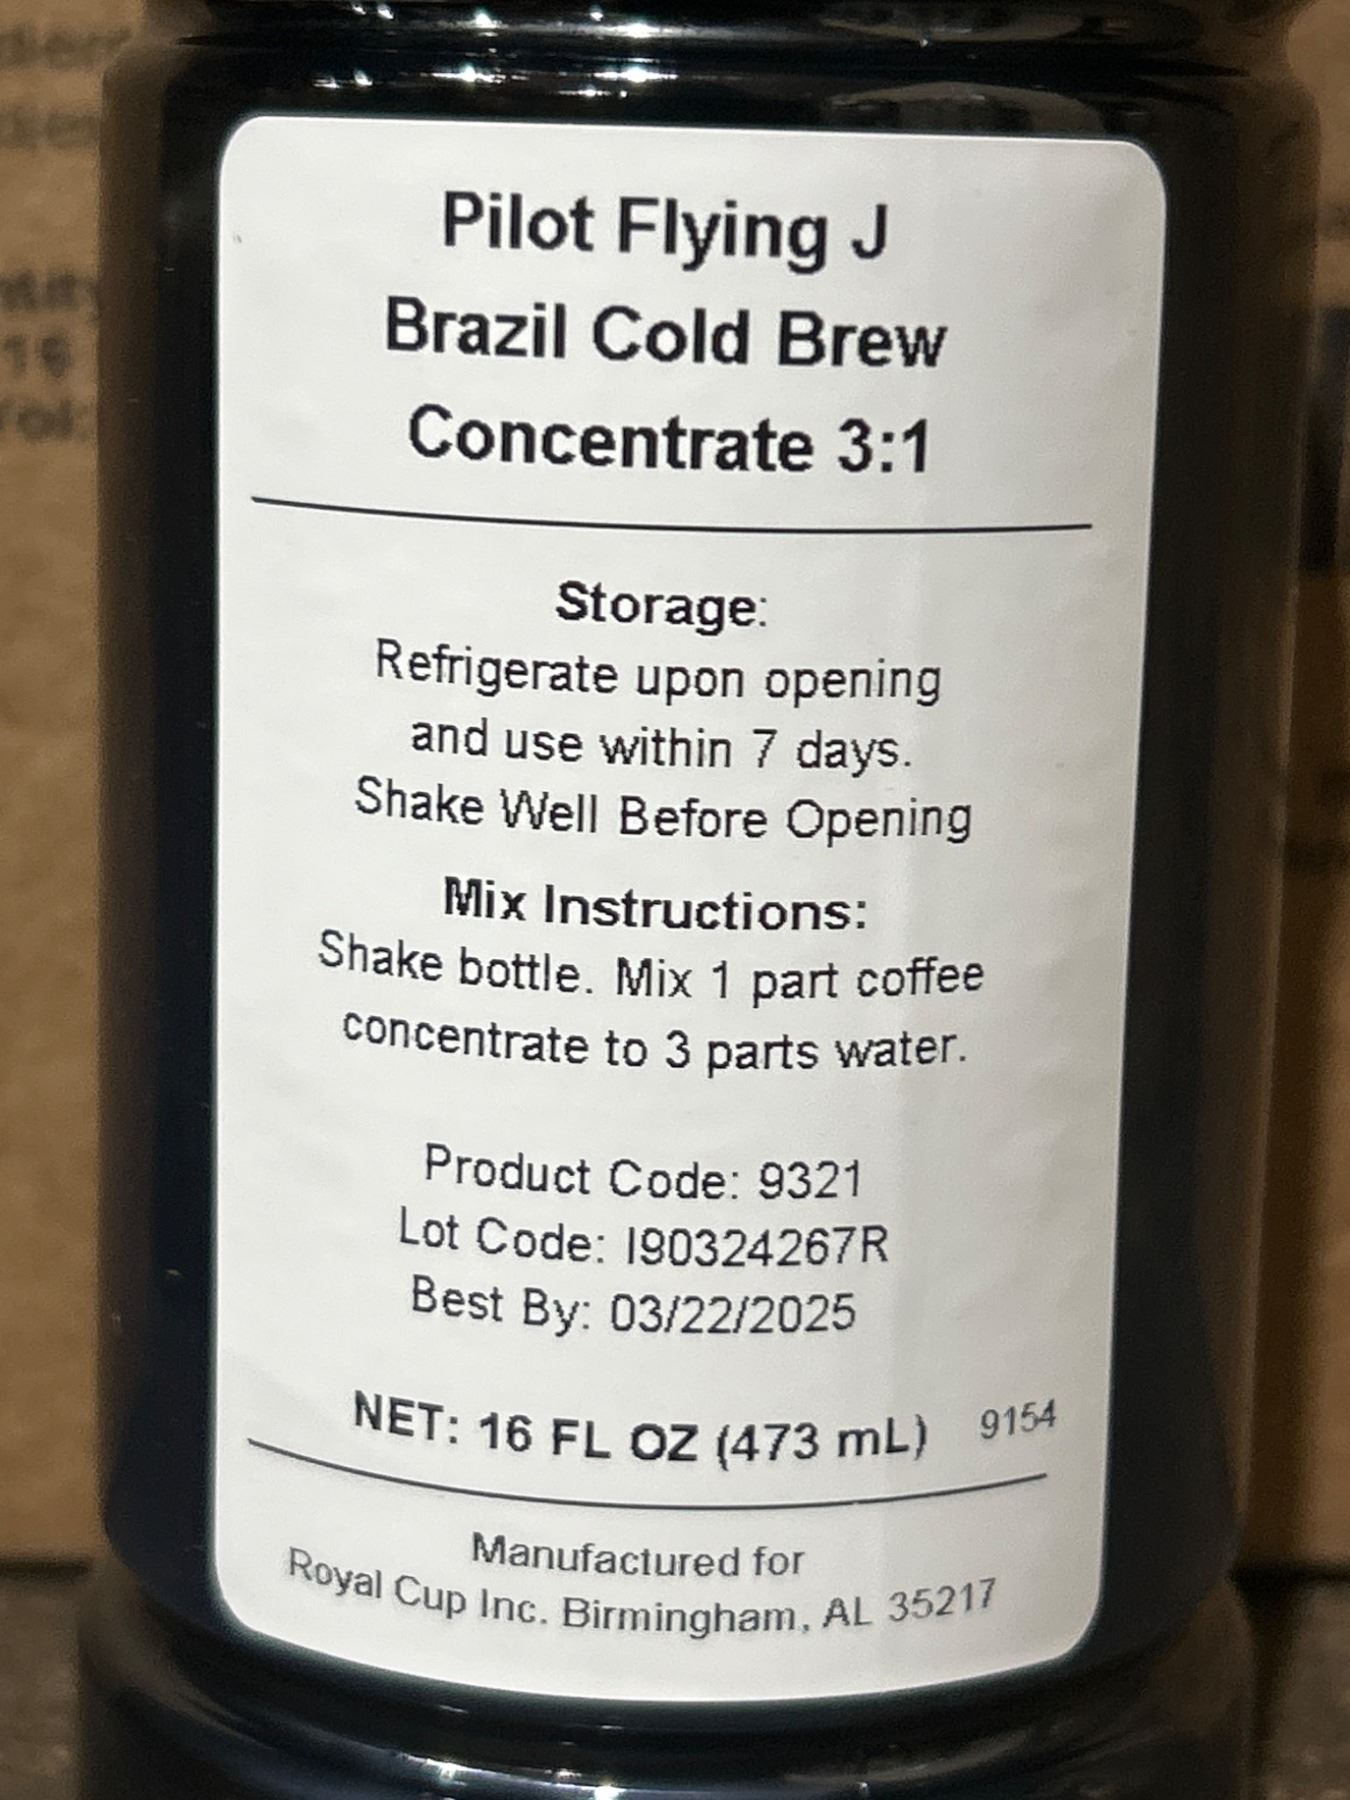 Pilot Flying J
Brazil Cold Brew
Concentrate 3:1
Storage:
Refrigerate upon opening
and use within 7 days.
Shake Well Before Opening
Mix Instructions:
Shake bottle. Mix 1 part coffee
concentrate to 3 parts water.
Product Code: 9321
Lot Code: I90324267R
Best By: 03/22/2025
NET: 16 FL OZ (473 mL) 9154
Manufactured for
Royal Cup Inc. Birmingham, AL 35217